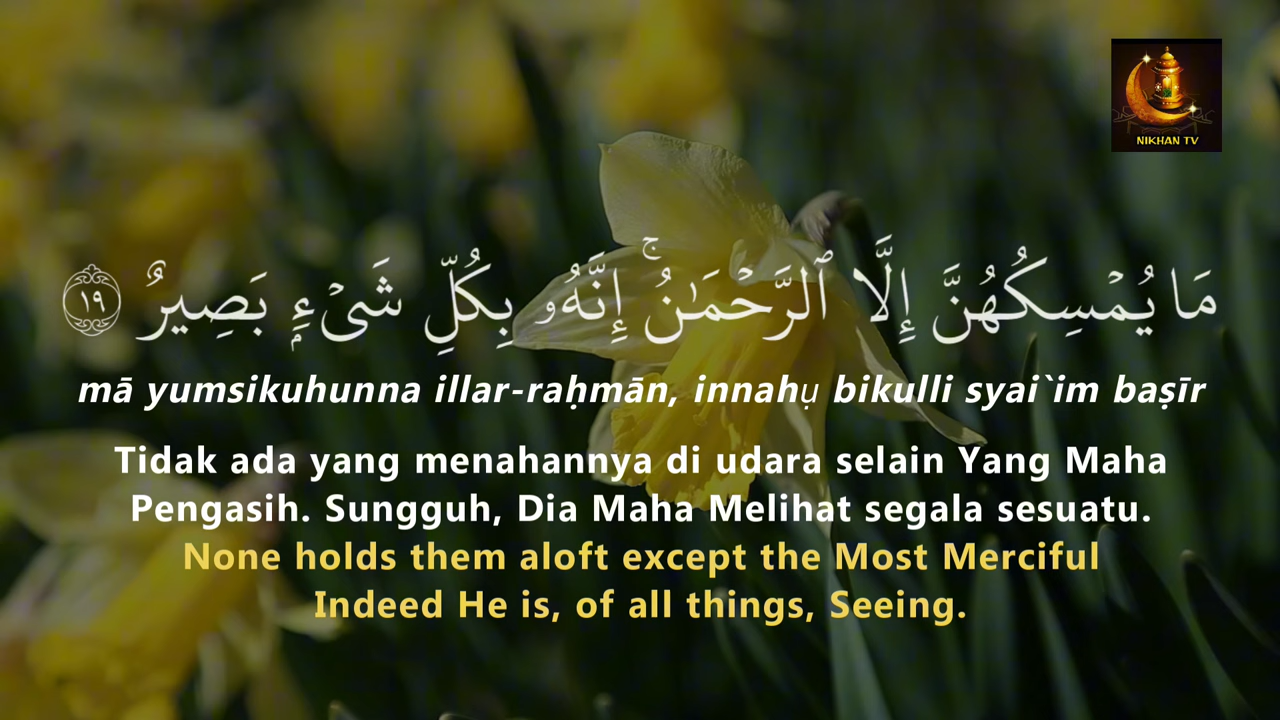 NIKHAN TV
مَا يُمْسِكُهُنَّ إِلَّا ٱلرَّحْمَـٰنُ ۚ إِنَّهُۥ بِكُلِّ شَىْءٍۭ بَصِيرٌ ١٩
mā yumsikuhunna illar-raḥmān, innahụ bikulli syai`im baṣīr
Tidak ada yang menahannya di udara selain Yang Maha
Pengasih. Sungguh, Dia Maha Melihat segala sesuatu.
None holds them aloft except the Most Merciful
Indeed He is, of all things, Seeing.